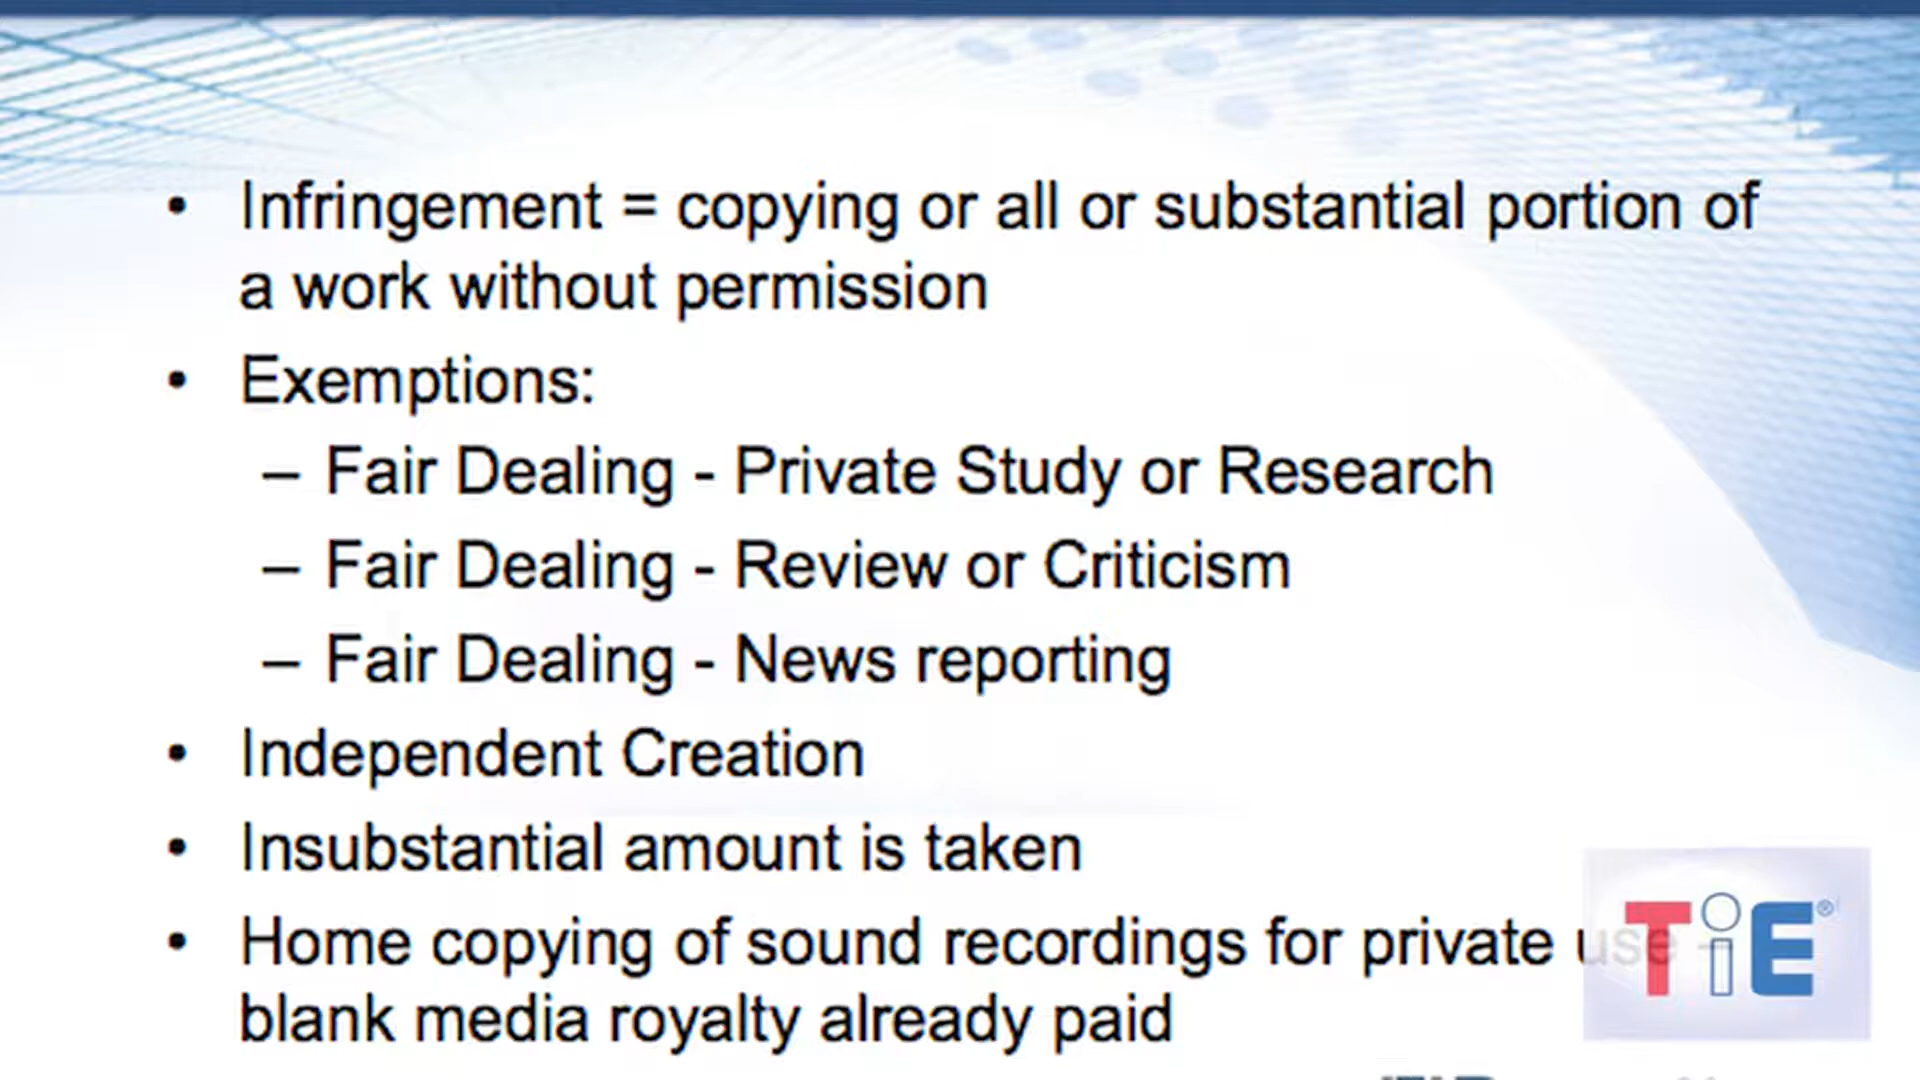 • Infringement = copying or all or substantial portion of
a work without permission
• Exemptions:
– Fair Dealing - Private Study or Research
– Fair Dealing - Review or Criticism
– Fair Dealing - News reporting
• Independent Creation
• Insubstantial amount is taken
• Home copying of sound recordings for private use -
blank media royalty already paid
TiE®